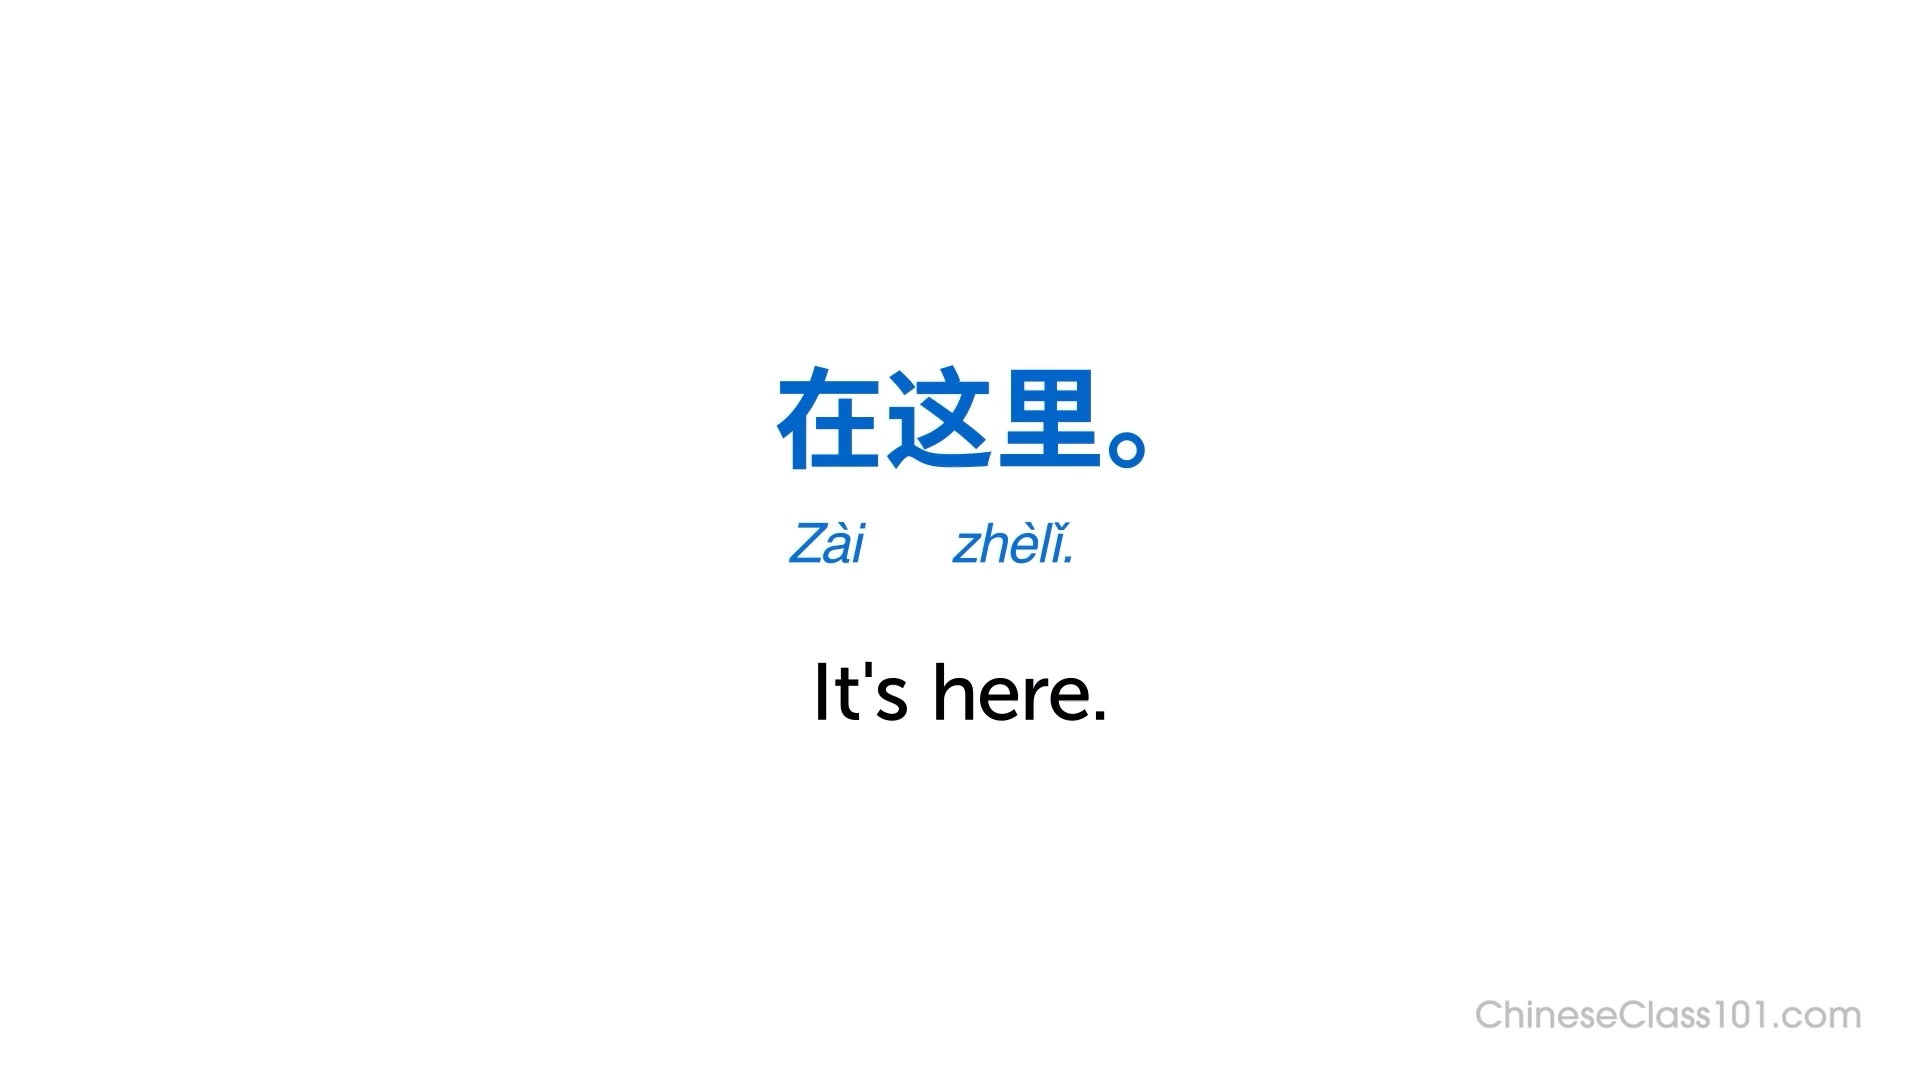 在这里。
Zài zhèlǐ.
It's here.
ChineseClass101.com